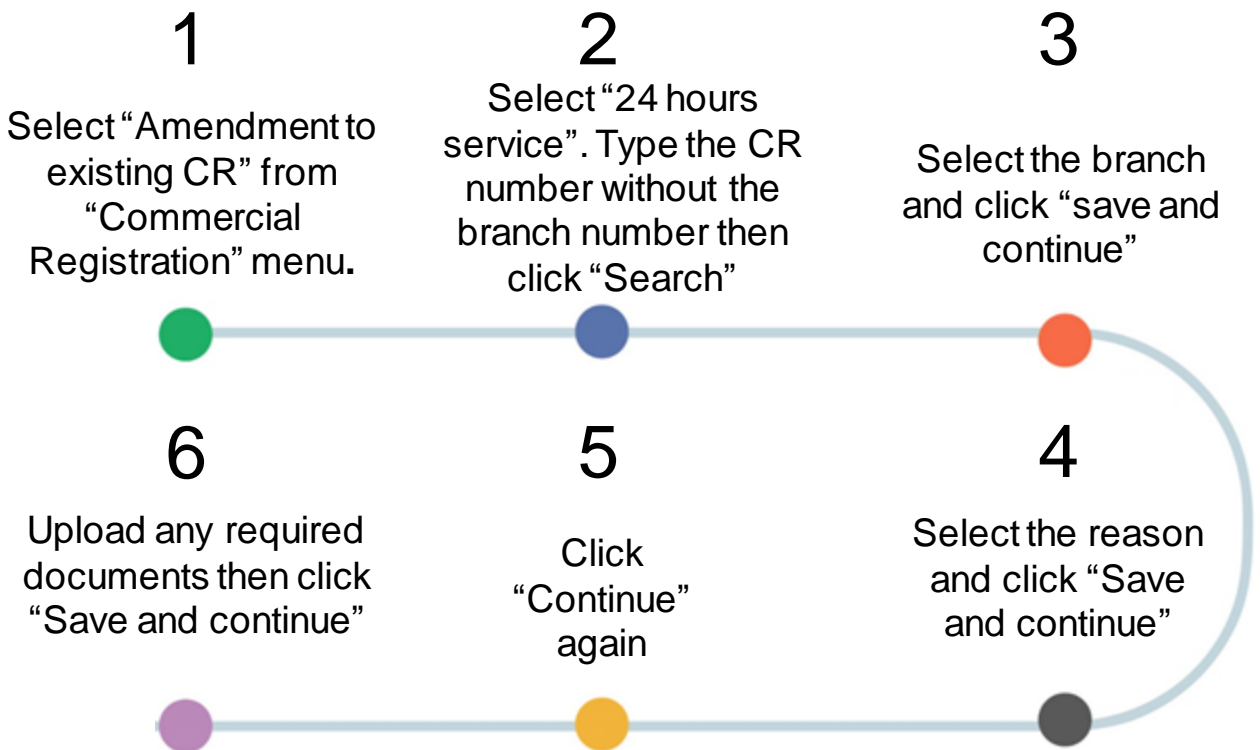 1
Select “Amendment to
existing CR” from
“Commercial
Registration” menu.
2
Select “24 hours
service”. Type the CR
number without the
branch number then
click “Search”
3
Select the branch
and click “save and
continue”
4
Select the reason
and click “Save
and continue”
5
Click
“Continue”
again
6
Upload any required
documents then click
“Save and continue”